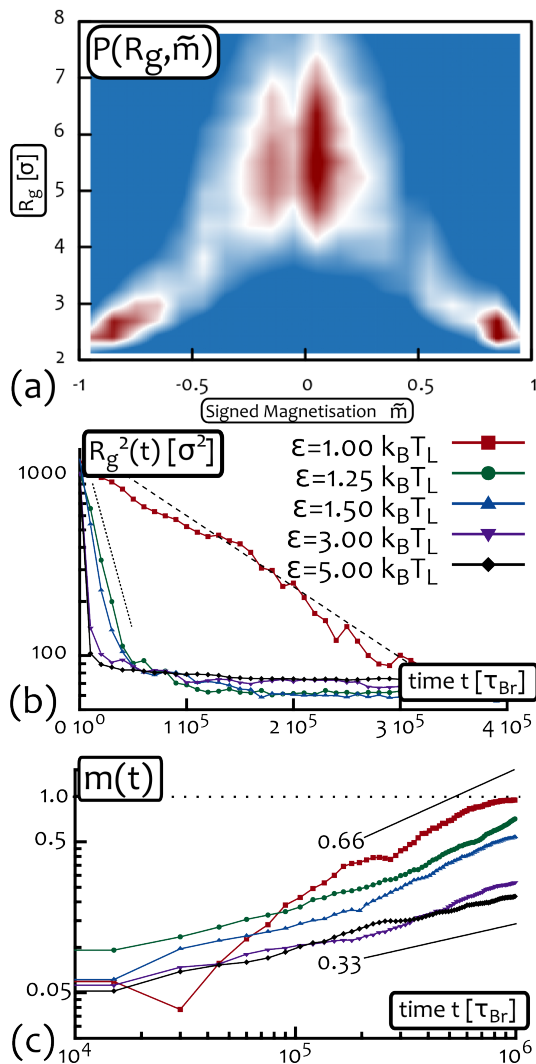 P(Rg,m̃)
8
7
6
5
4
3
2
Rg [σ]
-1 -0.5 0 0.5 1
Signed Magnetisation m̃
(a)
Rg²(t) [σ²]
1000
100
ε=1.00 kBTL
ε=1.25 kBTL
ε=1.50 kBTL
ε=3.00 kBTL
ε=5.00 kBTL
time t [τBr]
0 10⁰ 1 10⁵ 2 10⁵ 3 10⁵ 4 10⁵
(b)
m(t)
1.0
0.5
0.05
0.66
0.33
time t [τBr]
10⁴ 10⁵ 10⁶
(c)